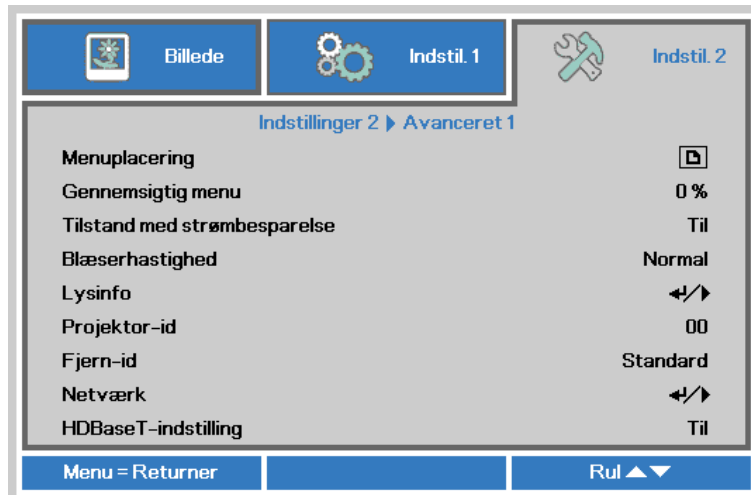 Billede
Indstil. 1
Indstil. 2
Indstillinger 2 ▶ Avanceret 1
Menuplacering
Gennemsigtig menu 0 %
Tilstand med strømbesparelse Til
Blæserhastighed Normal
Lysinfo ↵/▶
Projektor-id 00
Fjern-id Standard
Netværk ↵/▶
HDBaseT-indstilling Til
Menu = Returner
Rul ▲▼